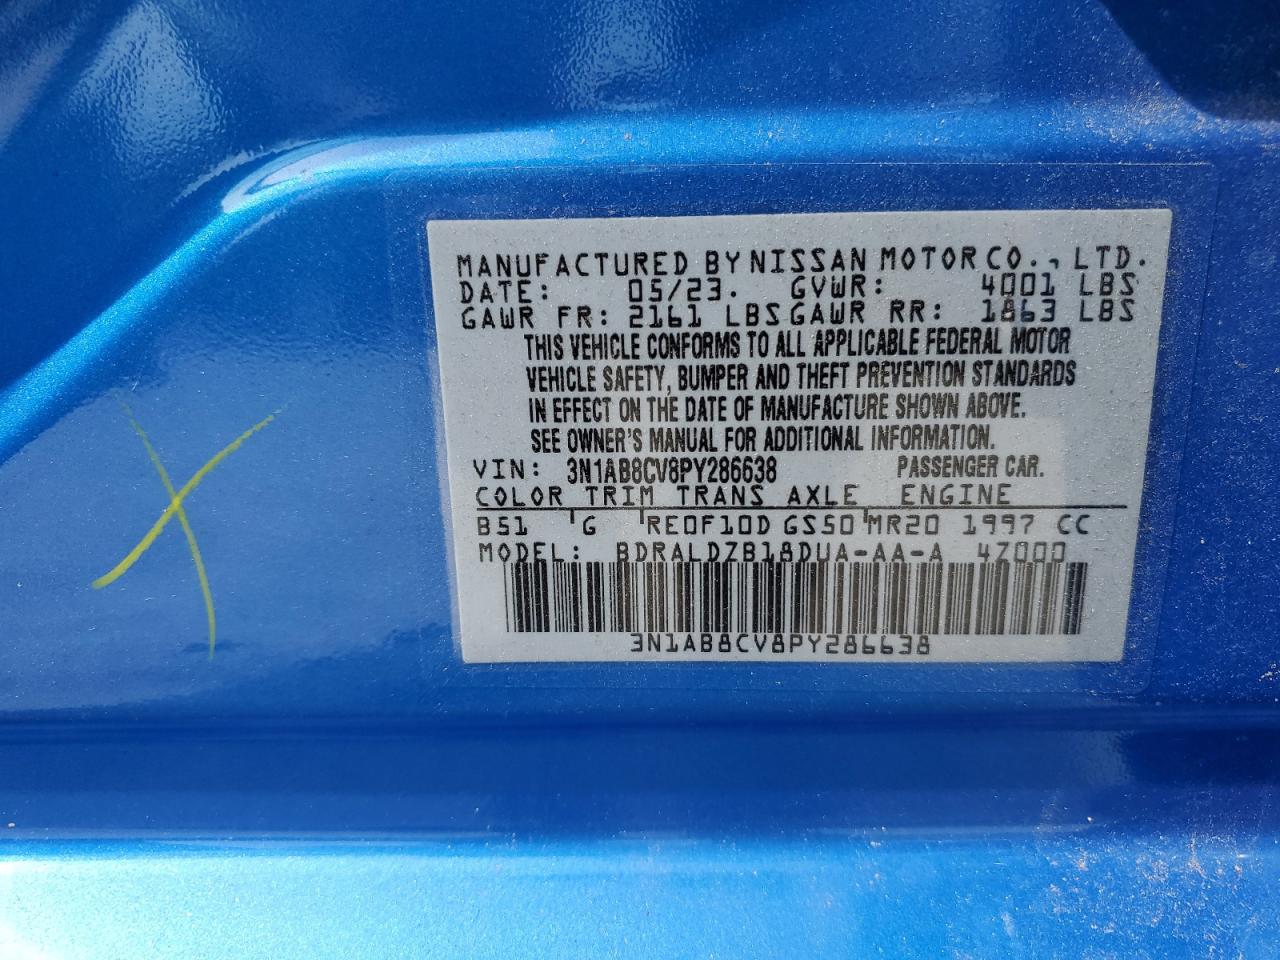 MANUFACTURED BY NISSAN MOTOR CO., LTD.
DATE: 05/23. GVWR: 4001 LBS
GAWR FR: 2161 LBS GAWR RR: 1863 LBS
THIS VEHICLE CONFORMS TO ALL APPLICABLE FEDERAL MOTOR
VEHICLE SAFETY, BUMPER AND THEFT PREVENTION STANDARDS
IN EFFECT ON THE DATE OF MANUFACTURE SHOWN ABOVE.
SEE OWNER'S MANUAL FOR ADDITIONAL INFORMATION.
VIN: 3N1AB8CV8PY286638 PASSENGER CAR.
COLOR TRIM TRANS AXLE ENGINE
B51 G RE0F10D GS50 MR20 1997 CC
MODEL: BDRALDZB18DUA-AA-A 4Z000
3N1AB8CV8PY286638